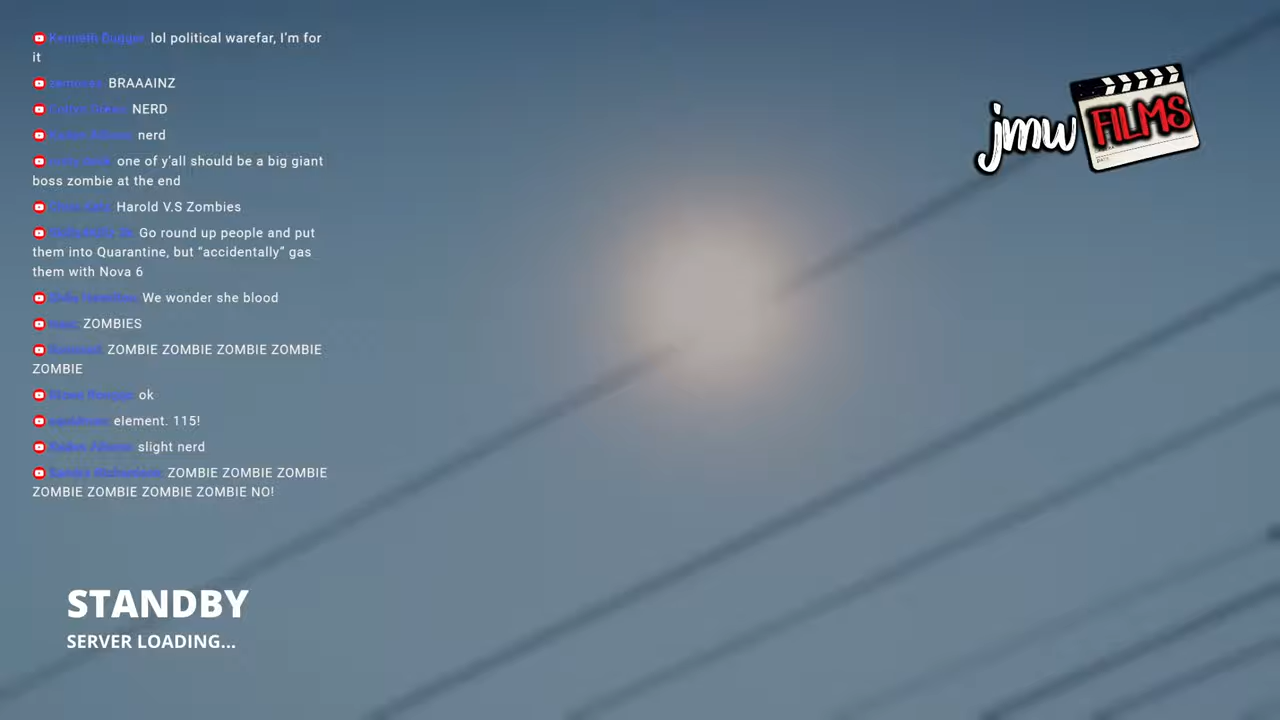 lol political warefar, I'm for
it
BRAAAINZ
NERD
nerd
one of y'all should be a big giant
boss zombie at the end
Harold V.S Zombies
Go round up people and put
them into Quarantine, but "accidentally" gas
them with Nova 6
We wonder she blood
ZOMBIES
ZOMBIE ZOMBIE ZOMBIE ZOMBIE
ZOMBIE
ok
element. 115!
slight nerd
ZOMBIE ZOMBIE ZOMBIE
ZOMBIE ZOMBIE ZOMBIE ZOMBIE NO!
jmw FILMS
STANDBY
SERVER LOADING...